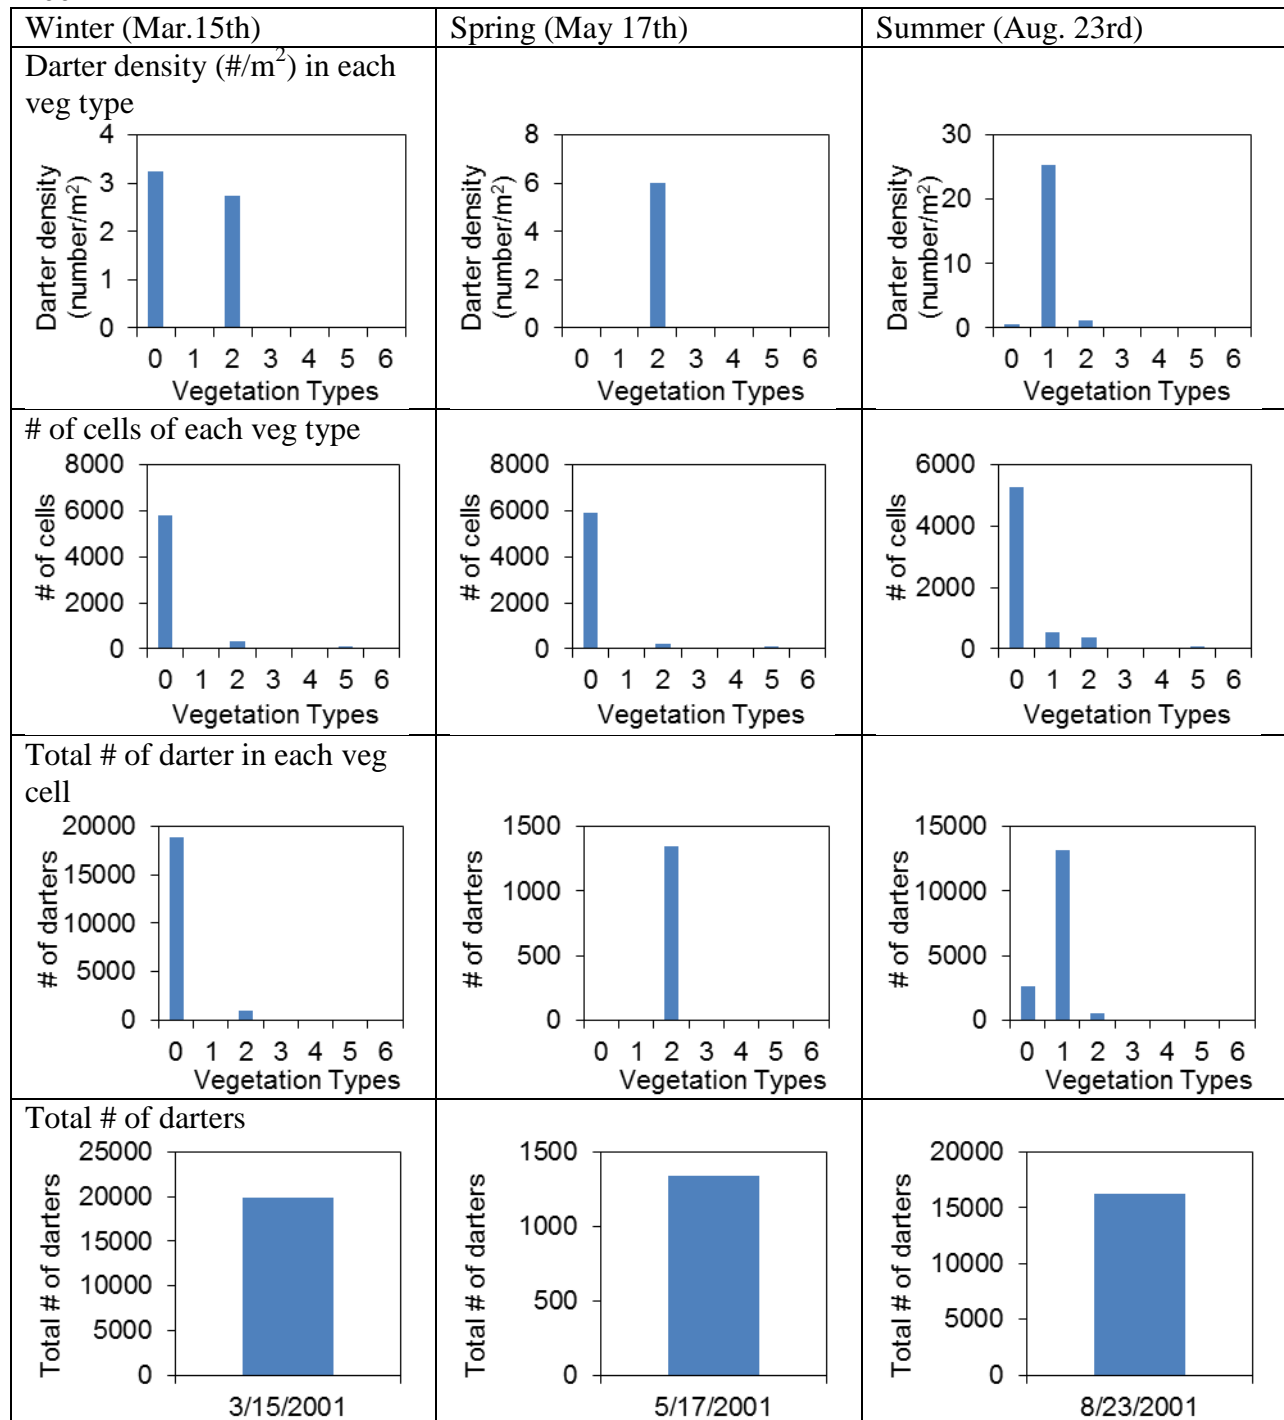 Winter (Mar.15th)
Spring (May 17th)
Summer (Aug. 23rd)
Darter density (#/m2) in each
veg type
Darter density
(number/m2)
4
3
2
1
0
0 1 2 3 4 5 6
Vegetation Types
Darter density
(number/m2)
8
6
4
2
0
0 1 2 3 4 5 6
Vegetation Types
Darter density
(number/m2)
30
20
10
0
0 1 2 3 4 5 6
Vegetation Types
# of cells of each veg type
# of cells
8000
6000
4000
2000
0
0 1 2 3 4 5 6
Vegetation Types
# of cells
8000
6000
4000
2000
0
0 1 2 3 4 5 6
Vegetation Types
# of cells
6000
4000
2000
0
0 1 2 3 4 5 6
Vegetation Types
Total # of darter in each veg
cell
# of darters
20000
15000
10000
5000
0
0 1 2 3 4 5 6
Vegetation Types
# of darters
1500
1000
500
0
0 1 2 3 4 5 6
Vegetation Types
# of darters
15000
10000
5000
0
0 1 2 3 4 5 6
Vegetation Types
Total # of darters
Total # of darters
25000
20000
15000
10000
5000
0
3/15/2001
Total # of darters
1500
1000
500
0
5/17/2001
Total # of darters
20000
15000
10000
5000
0
8/23/2001